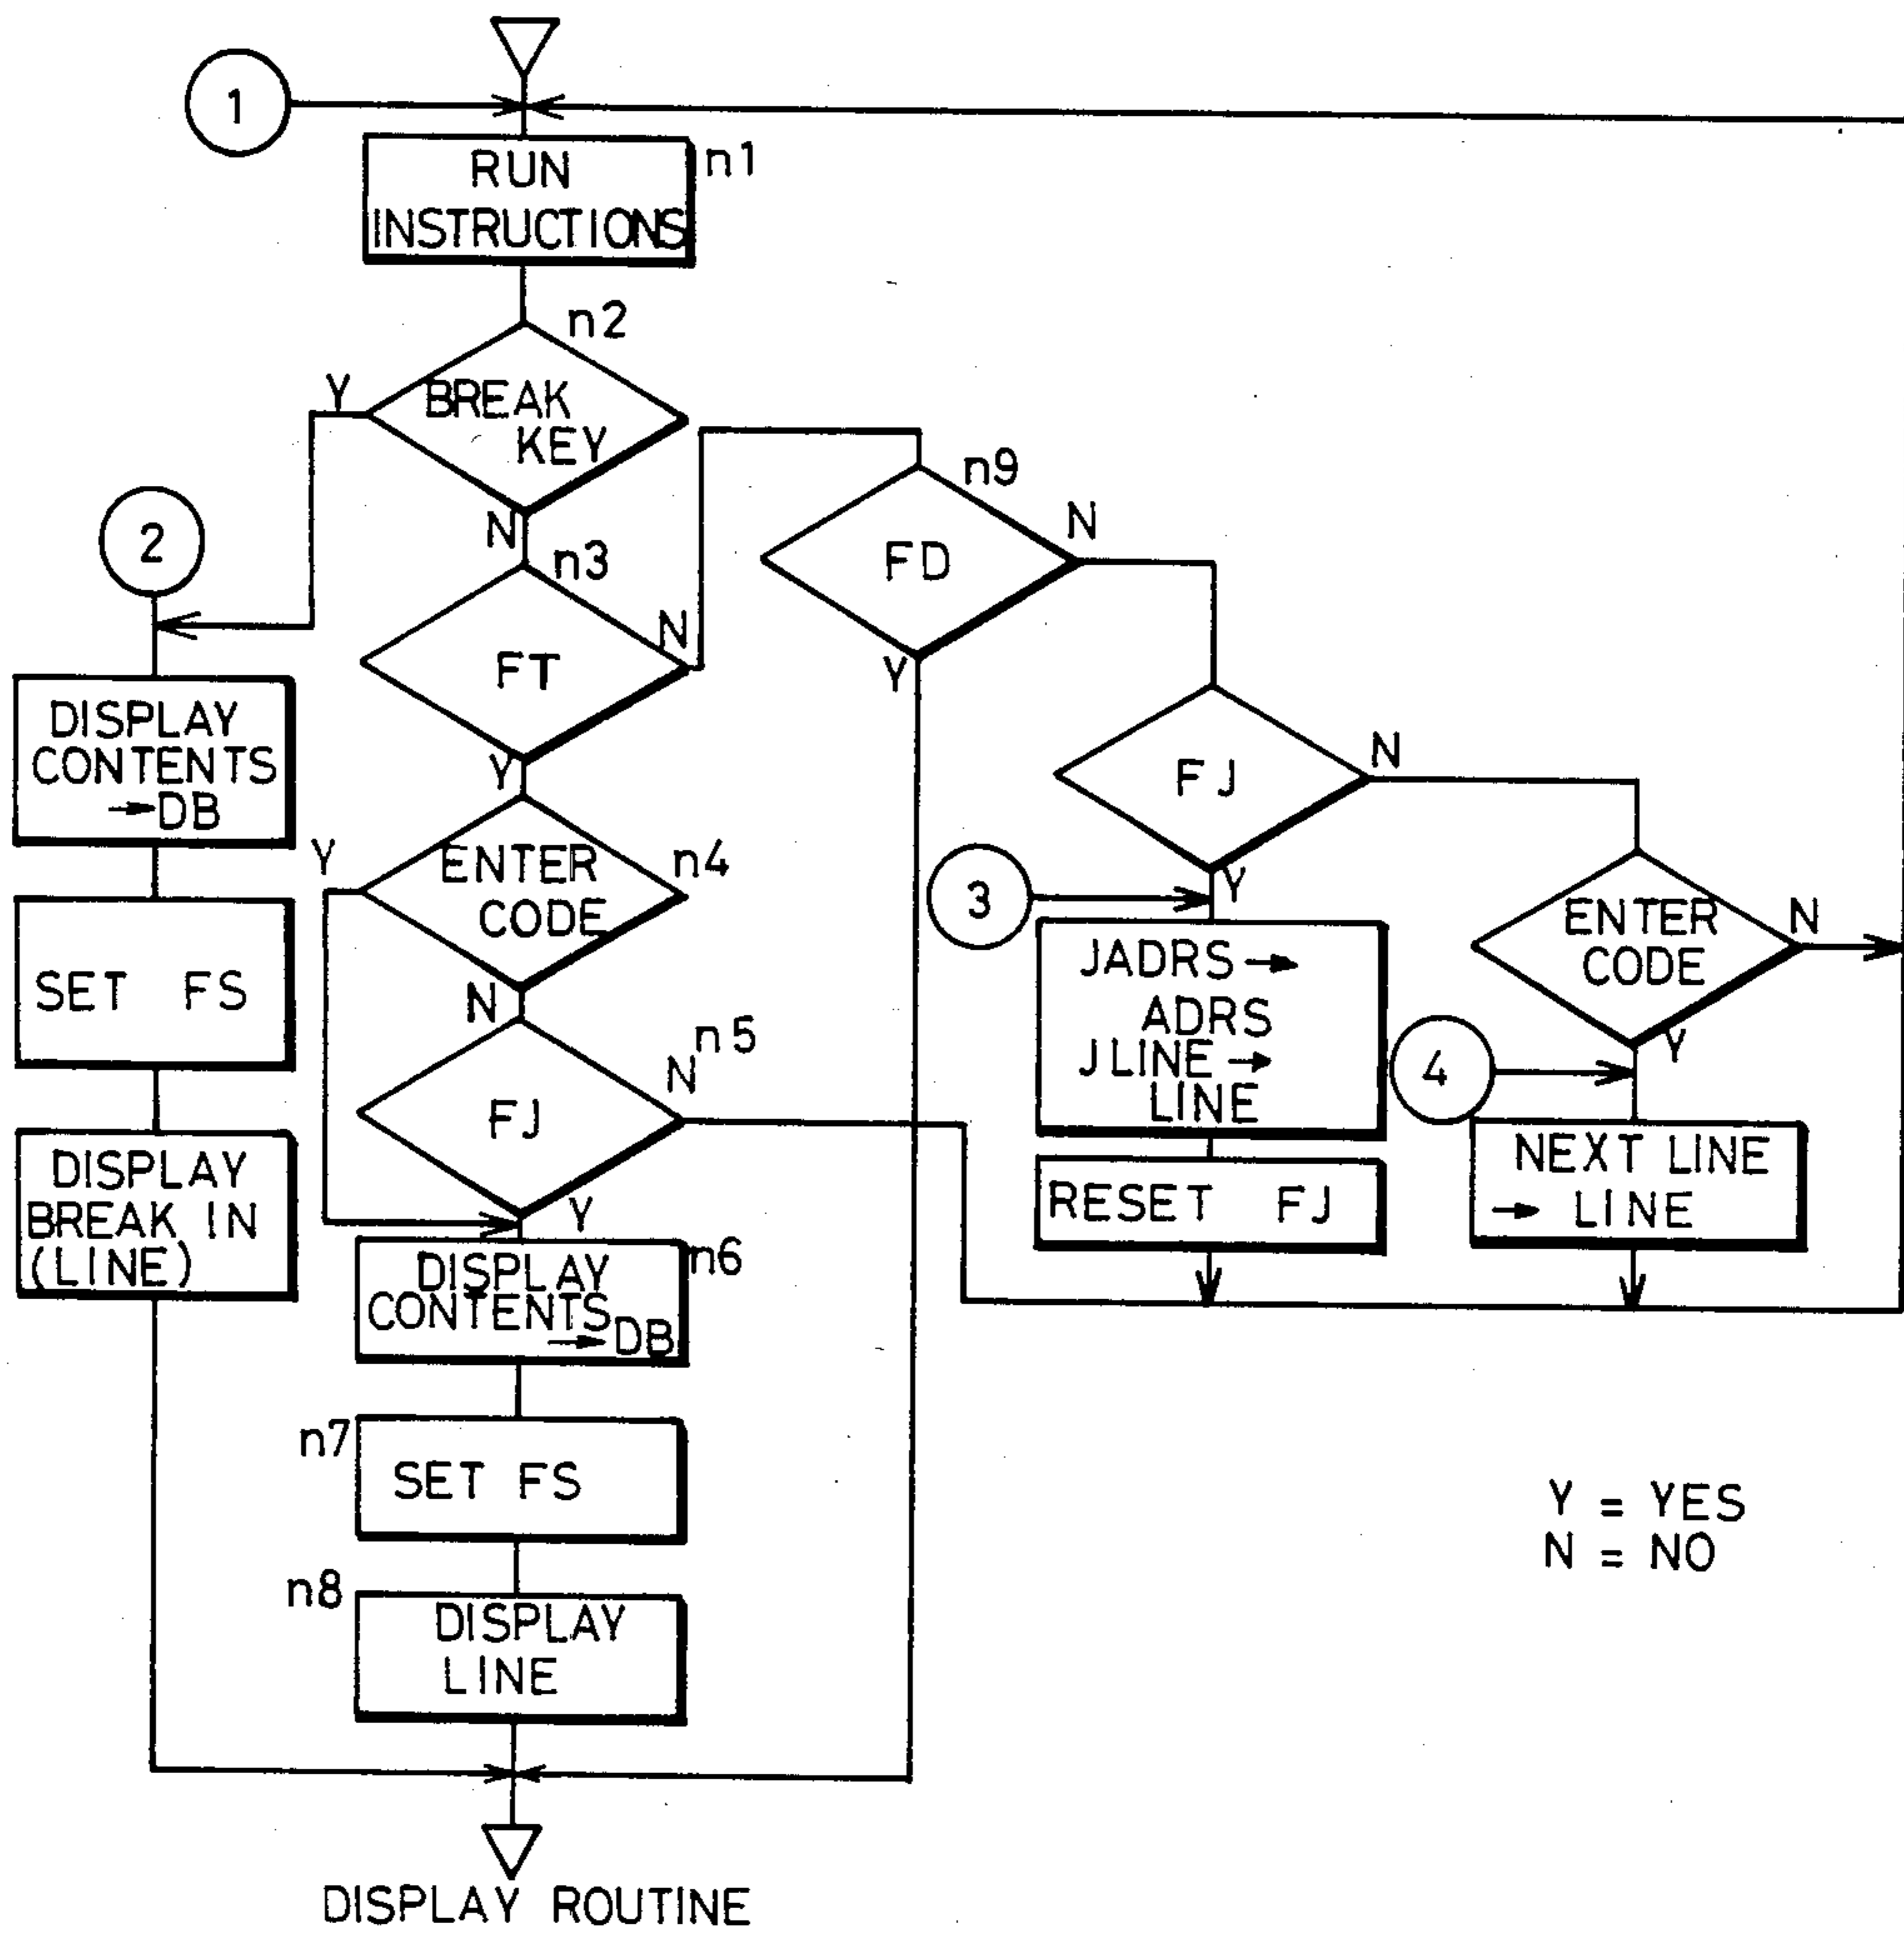 1
RUN
INSTRUCTIONS
n1
n2
Y
BREAK
KEY
N
2
n3
FT
N
Y
n9
FD
N
Y
DISPLAY
CONTENTS
→DB
SET FS
DISPLAY
BREAK IN
(LINE)
Y
ENTER
CODE
n4
N
n5
FJ
N
Y
n6
DISPLAY
CONTENTS
→DB
n7
SET FS
n8
DISPLAY
LINE
FJ
N
Y
3
JADRS→
ADRS
JLINE→
LINE
RESET FJ
ENTER
CODE
N
Y
4
NEXT LINE
→ LINE
Y = YES
N = NO
DISPLAY ROUTINE